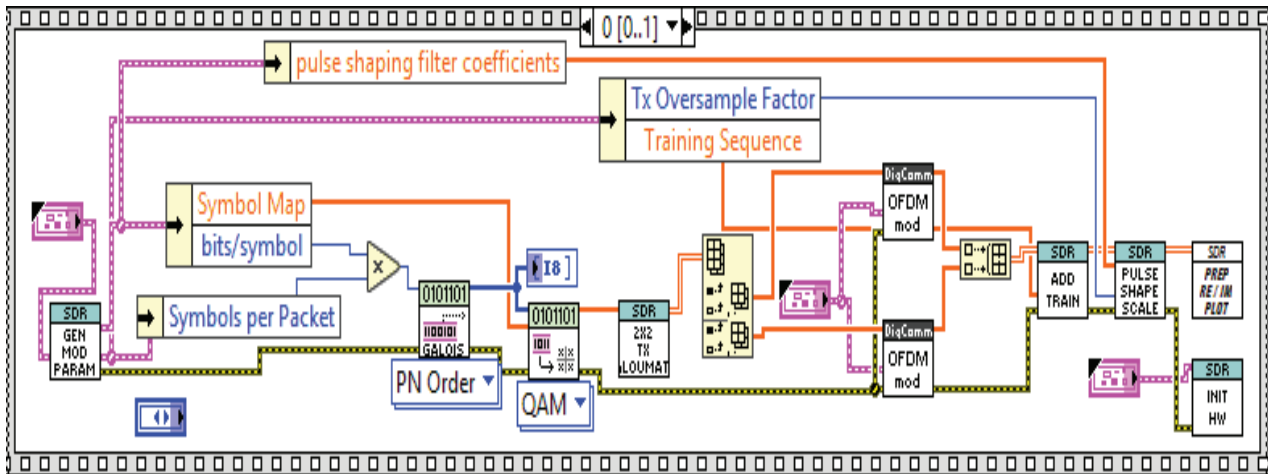 0 [0..1]
pulse shaping filter coefficients
Tx Oversample Factor
Training Sequence
Symbol Map
bits/symbol
Symbols per Packet
x
SDR
GEN
MOD
PARAM
0101101
GALOIS
PN Order
I8
0101101
QAM
SDR
2X2
TX
LOUMAT
DigComm
OFDM
mod
DigComm
OFDM
mod
SDR
ADD
TRAIN
SDR
PULSE
SHAPE
SCALE
SDR
PREP
RE / IM
PLOT
SDR
INIT
HW